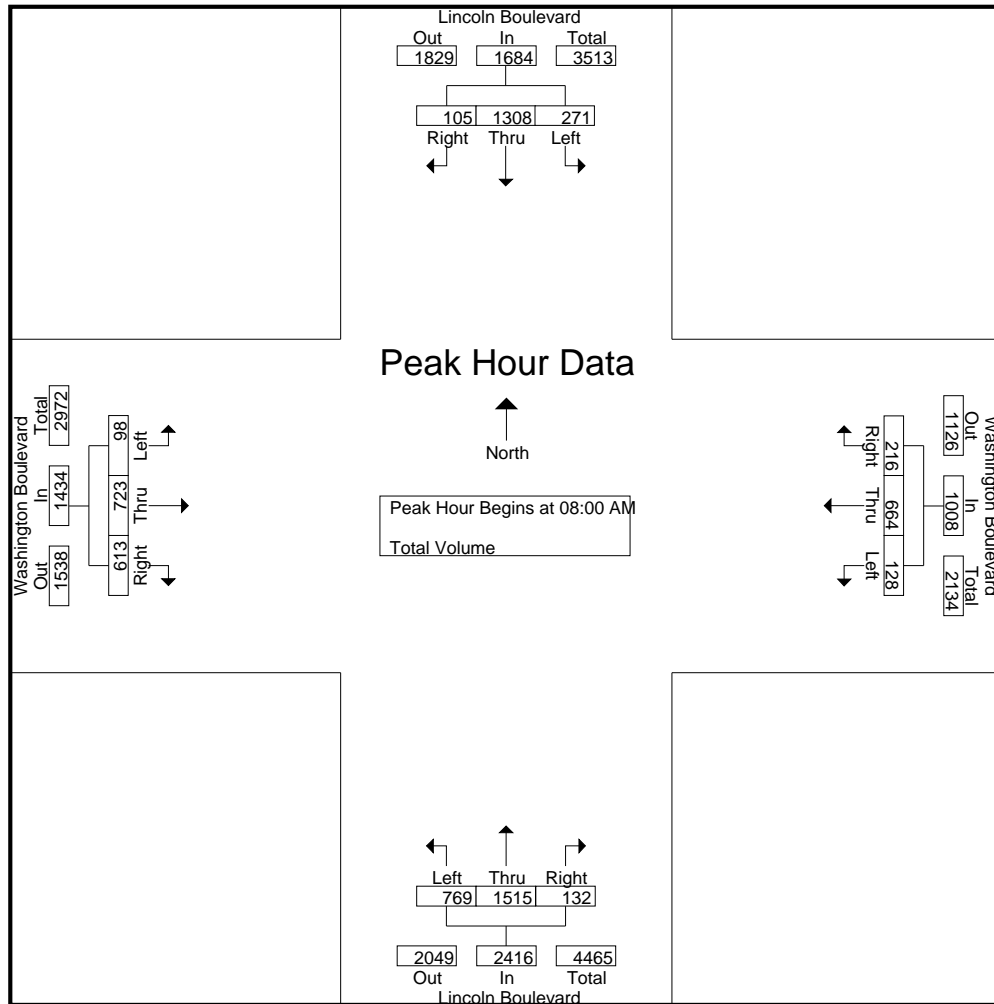 Lincoln Boulevard
Out In Total
1829 1684 3513
105 1308 271
Right Thru Left
Peak Hour Data
North
Peak Hour Begins at 08:00 AM
Total Volume
Washington Boulevard
Total In Out
2972 1434 1538
98 723 613
Left Thru Right
Right Thru Left
216 664 128
1126 1008 2134
Out In Total
Washington Boulevard
Left Thru Right
769 1515 132
2049 2416 4465
Out In Total
Lincoln Boulevard